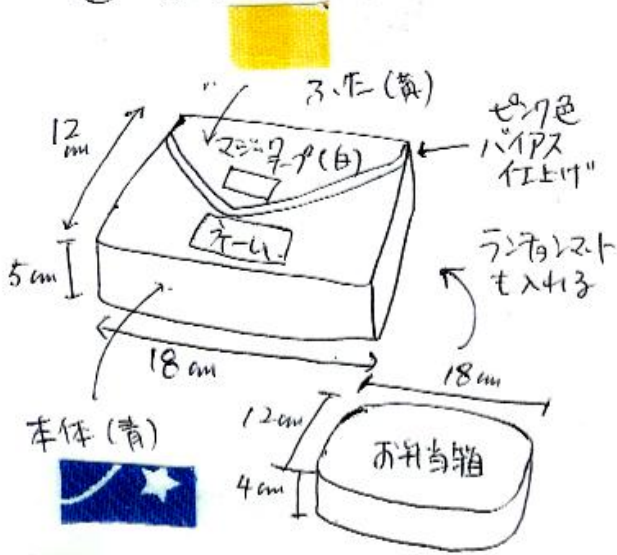 ふた(黄)
12
cm
マジック
テープ(白)
ピンク色
バイアス
仕上げ
ネーム
5cm
ランチョンマット
も入れる
18cm
本体(青)
18cm
12cm
お弁当箱
4cm